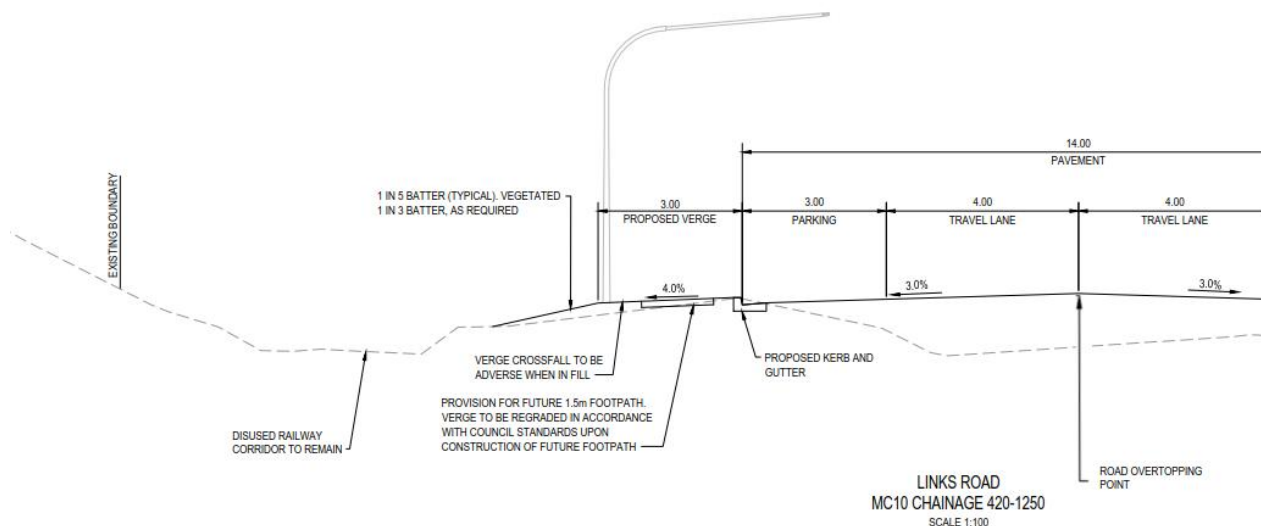 14.00
PAVEMENT
EXISTING BOUNDARY
1 IN 5 BATTER (TYPICAL). VEGETATED
1 IN 3 BATTER, AS REQUIRED
3.00
PROPOSED VERGE
3.00
PARKING
4.00
TRAVEL LANE
4.00
TRAVEL LANE
4.0%
3.0%
3.0%
VERGE CROSSFALL TO BE
ADVERSE WHEN IN FILL
PROPOSED KERB AND
GUTTER
PROVISION FOR FUTURE 1.5m FOOTPATH.
VERGE TO BE REGRADED IN ACCORDANCE
WITH COUNCIL STANDARDS UPON
CONSTRUCTION OF FUTURE FOOTPATH
DISUSED RAILWAY
CORRIDOR TO REMAIN
ROAD OVERTOPPING
POINT
LINKS ROAD
MC10 CHAINAGE 420-1250
SCALE 1:100